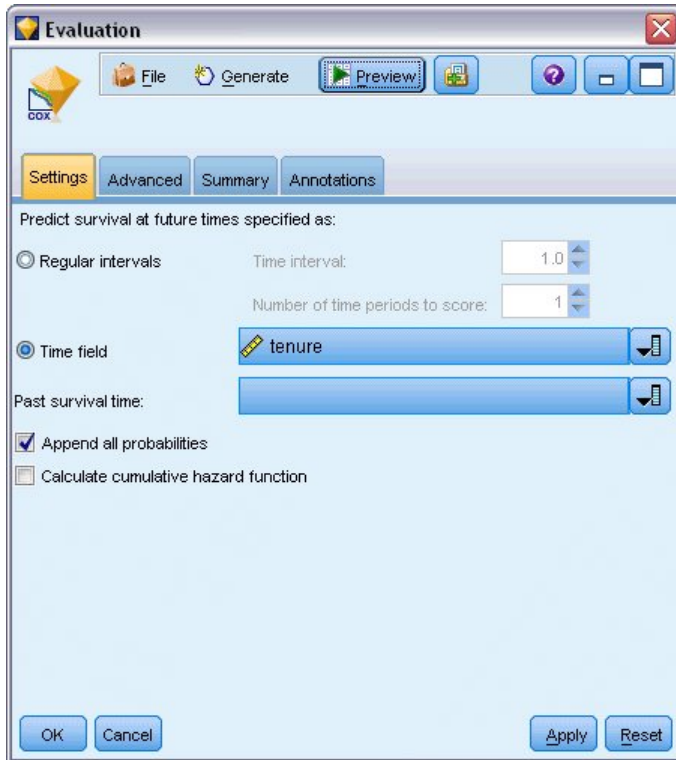 Evaluation
File Generate Preview
COX
Settings Advanced Summary Annotations
Predict survival at future times specified as:
Regular intervals Time interval: 1.0
Number of time periods to score: 1
Time field tenure
Past survival time:
Append all probabilities
Calculate cumulative hazard function
OK Cancel Apply Reset